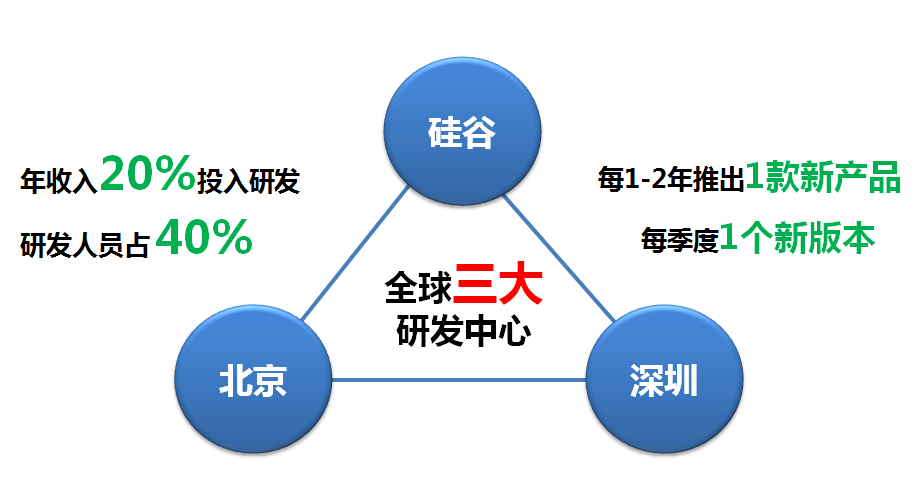 硅谷
年收入20%投入研发
研发人员占40%
每1-2年推出1款新产品
每季度1个新版本
全球三大
研发中心
北京
深圳